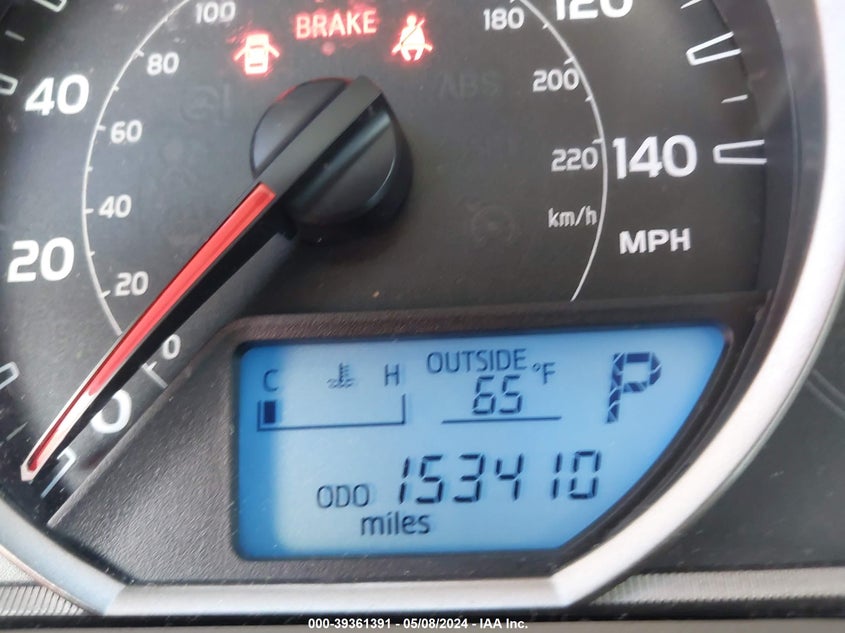 100 BRAKE 180 120
80 200
40 ABS
60 220 140
40 km/h
20 MPH
20
0
0
C H OUTSIDE 65 °F P
ODO 153410
miles
000-39361391 - 05/08/2024 - IAA Inc.